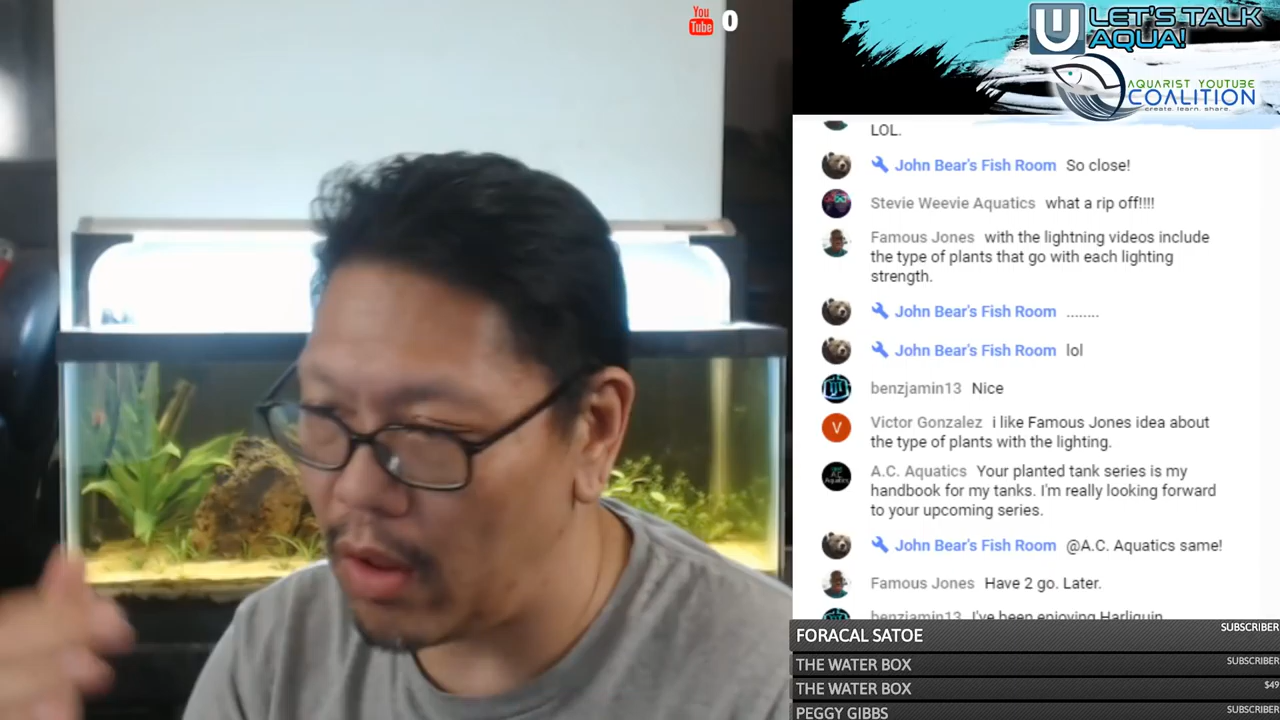 You
Tube
0
LET'S TALK
AQUA!
AQUARIST YOUTUBE
COALITION
create. learn. share.
LOL.
John Bear's Fish Room So close!
Stevie Weevie Aquatics what a rip off!!!!
Famous Jones with the lightning videos include
the type of plants that go with each lighting
strength.
John Bear's Fish Room ........
John Bear's Fish Room lol
benzjamin13 Nice
V
Victor Gonzalez i like Famous Jones idea about
the type of plants with the lighting.
A.C. Aquatics Your planted tank series is my
handbook for my tanks. I'm really looking forward
to your upcoming series.
John Bear's Fish Room @A.C. Aquatics same!
Famous Jones Have 2 go. Later.
benzjamin13 I've been enjoying Harliquin
FORACAL SATOE SUBSCRIBER
THE WATER BOX SUBSCRIBER
THE WATER BOX $49
PEGGY GIBBS SUBSCRIBER